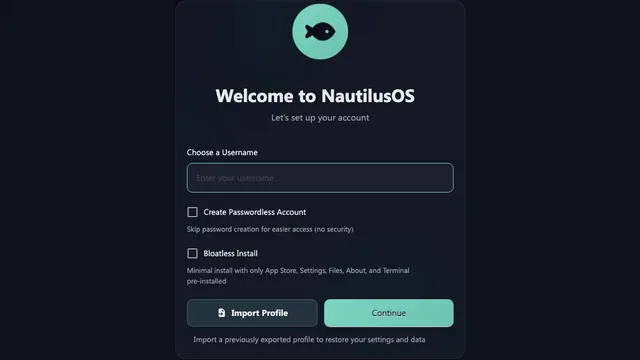 Welcome to NautilusOS
Let's set up your account
Choose a Username
Enter your username...
Create Passwordless Account
Skip password creation for easier access (no security)
Bloatless Install
Minimal install with only App Store, Settings, Files, About, and Terminal
pre-installed
Import Profile
Continue
Import a previously exported profile to restore your settings and data